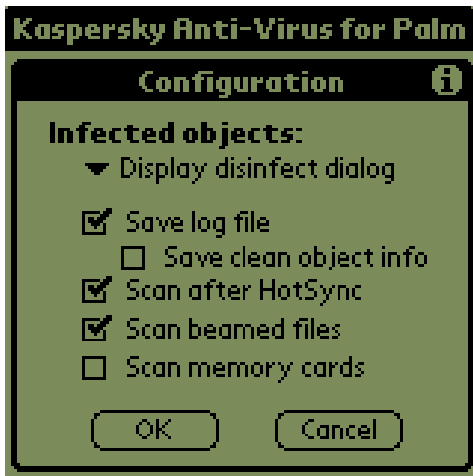 Kaspersky Anti-Virus for Palm
Configuration
i
Infected objects:
Display disinfect dialog
Save log file
Save clean object info
Scan after HotSync
Scan beamed files
Scan memory cards
OK Cancel